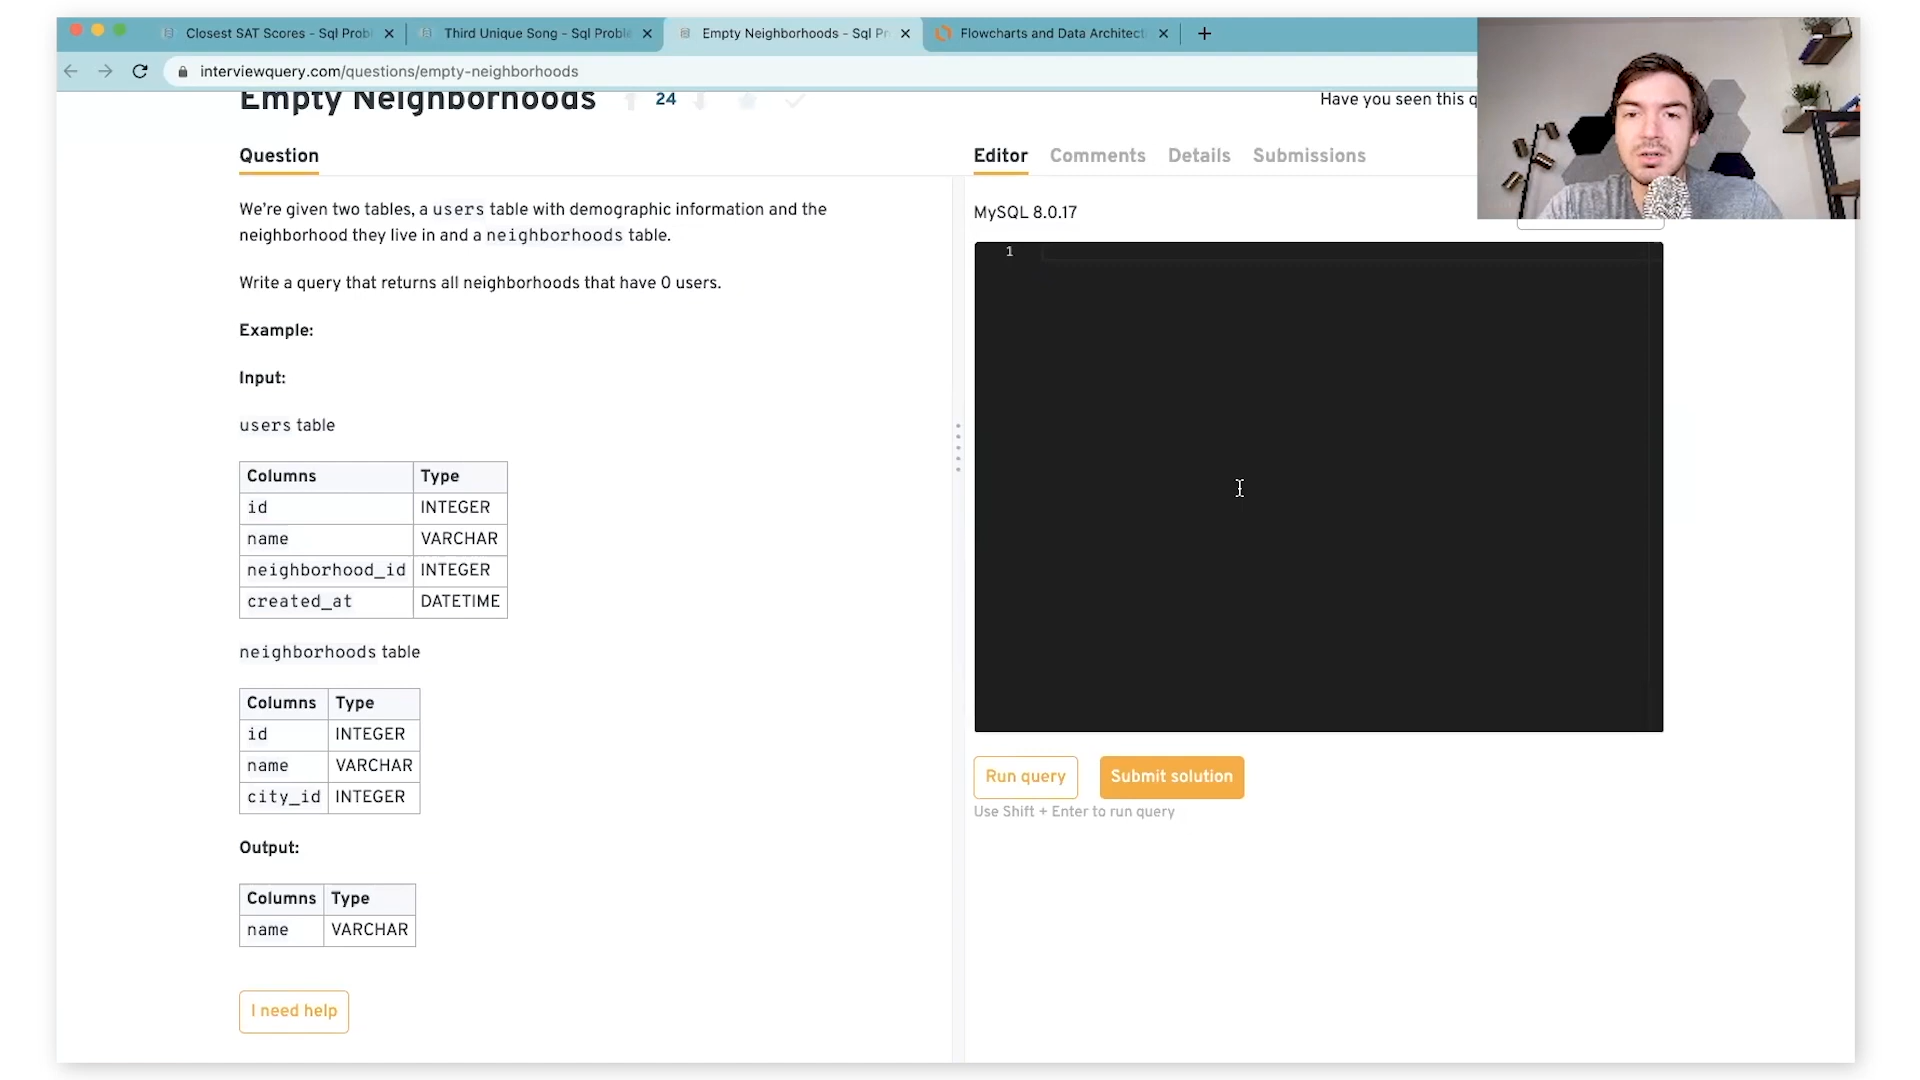 Closest SAT Scores - Sql Probl
Third Unique Song - Sql Proble
Empty Neighborhoods - Sql Pr
Flowcharts and Data Architect
interviewquery.com/questions/empty-neighborhoods
Empty Neighborhoods
24
Have you seen this q
Question
Editor
Comments
Details
Submissions
We're given two tables, a users table with demographic information and the
neighborhood they live in and a neighborhoods table.
MySQL 8.0.17
1
Write a query that returns all neighborhoods that have 0 users.
Example:
Input:
users table
Columns Type
id INTEGER
name VARCHAR
neighborhood_id INTEGER
created_at DATETIME
neighborhoods table
Columns Type
id INTEGER
name VARCHAR
city_id INTEGER
Output:
Columns Type
name VARCHAR
I need help
Run query
Submit solution
Use Shift + Enter to run query